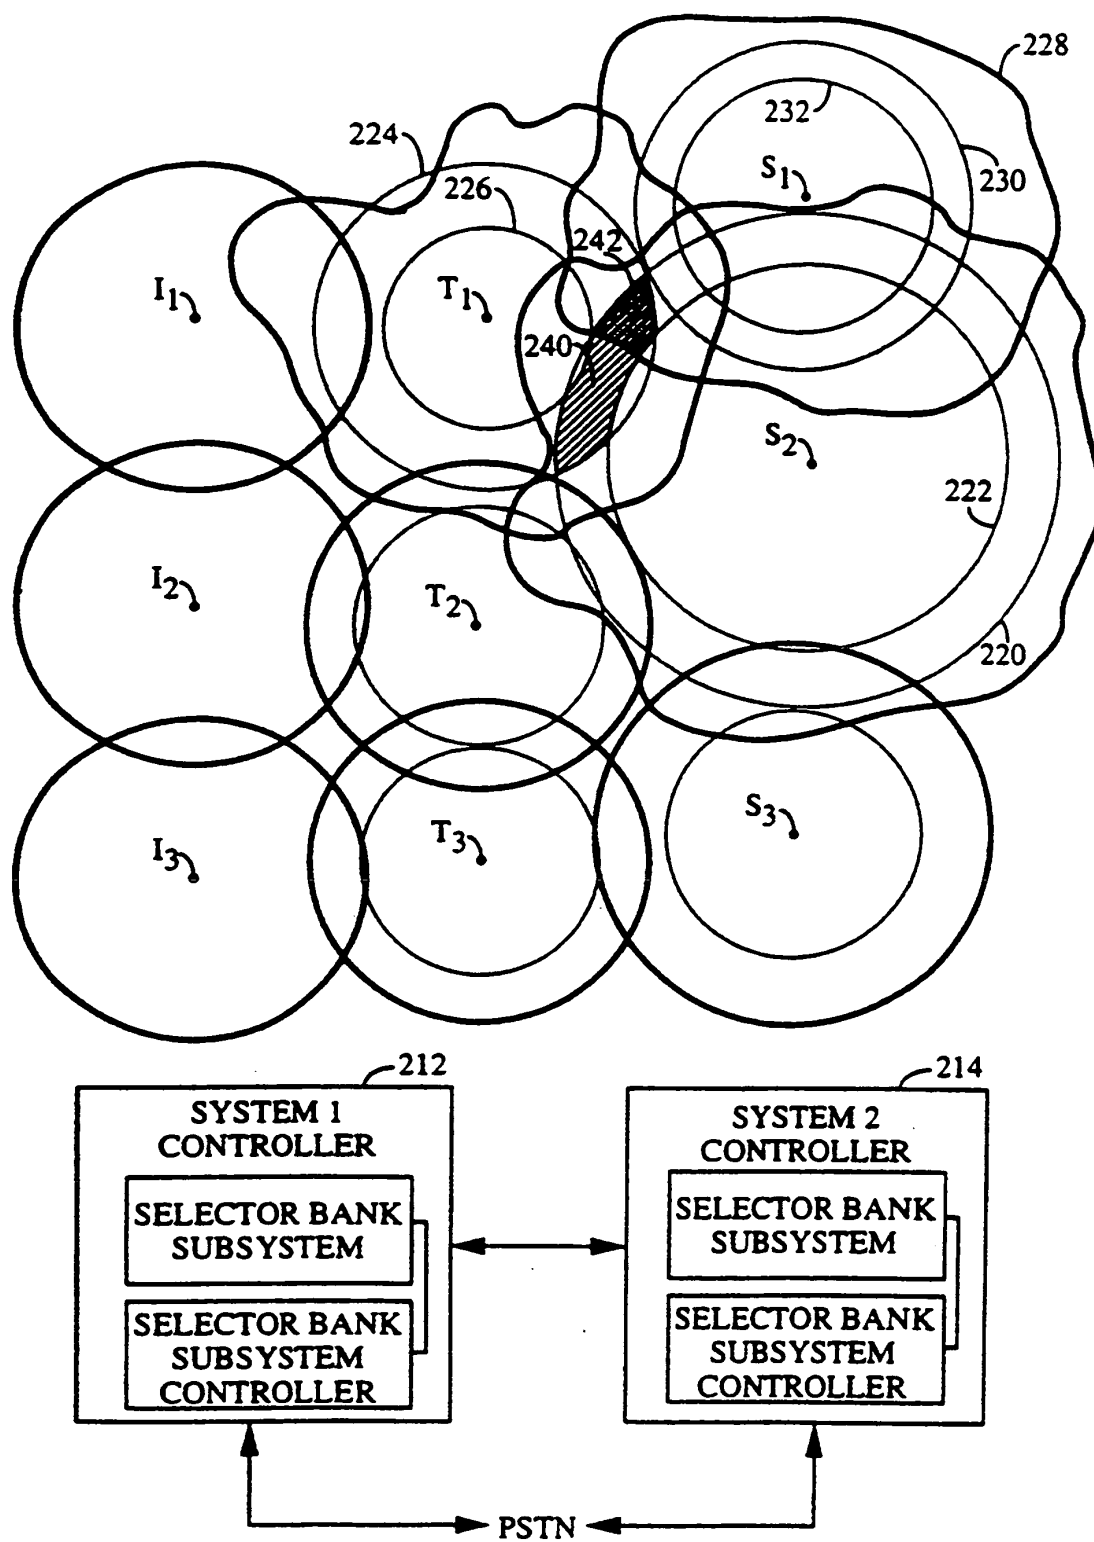 228
232
224
S1
230
226
242
I1
T1
240
S2
222
I2
T2
220
S3
T3
I3
212
214
SYSTEM 1
CONTROLLER
SELECTOR BANK
SUBSYSTEM
SELECTOR BANK
SUBSYSTEM
CONTROLLER
SYSTEM 2
CONTROLLER
SELECTOR BANK
SUBSYSTEM
SELECTOR BANK
SUBSYSTEM
CONTROLLER
PSTN